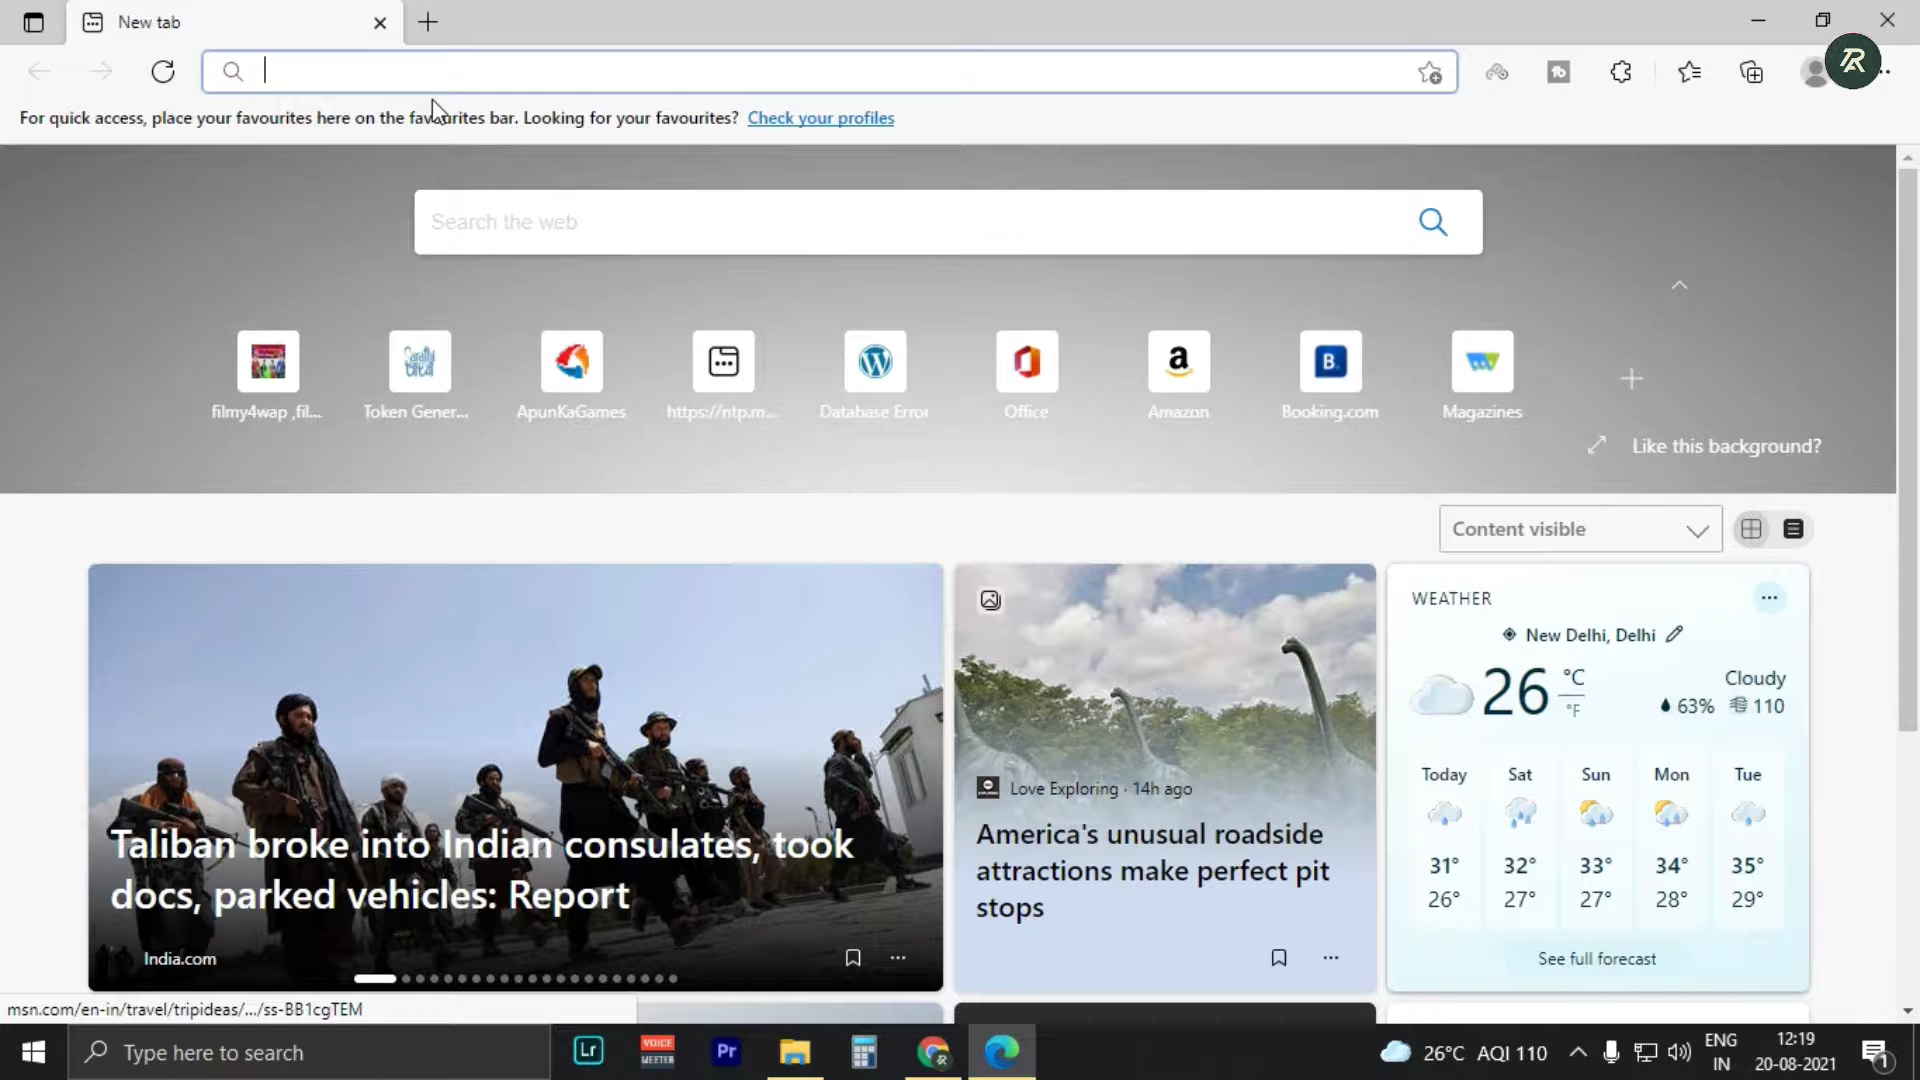 New tab
For quick access, place your favourites here on the favourites bar. Looking for your favourites? Check your profiles
Search the web
filmy4wap ,fil...
Token Gener...
ApunKaGames
https://ntp.m...
Database Error
Office
Amazon
Booking.com
Magazines
Like this background?
Content visible
Taliban broke into Indian consulates, took
docs, parked vehicles: Report
India.com
Love Exploring · 14h ago
America's unusual roadside
attractions make perfect pit
stops
WEATHER
New Delhi, Delhi
26 °C
°F
Cloudy
63% 110
Today Sat Sun Mon Tue
31° 32° 33° 34° 35°
26° 27° 27° 28° 29°
See full forecast
msn.com/en-in/travel/tripideas/.../ss-BB1cgTEM
Type here to search
Lr
VOICE
MEETER
Pr
26°C AQI 110
ENG
IN
12:19
20-08-2021
1